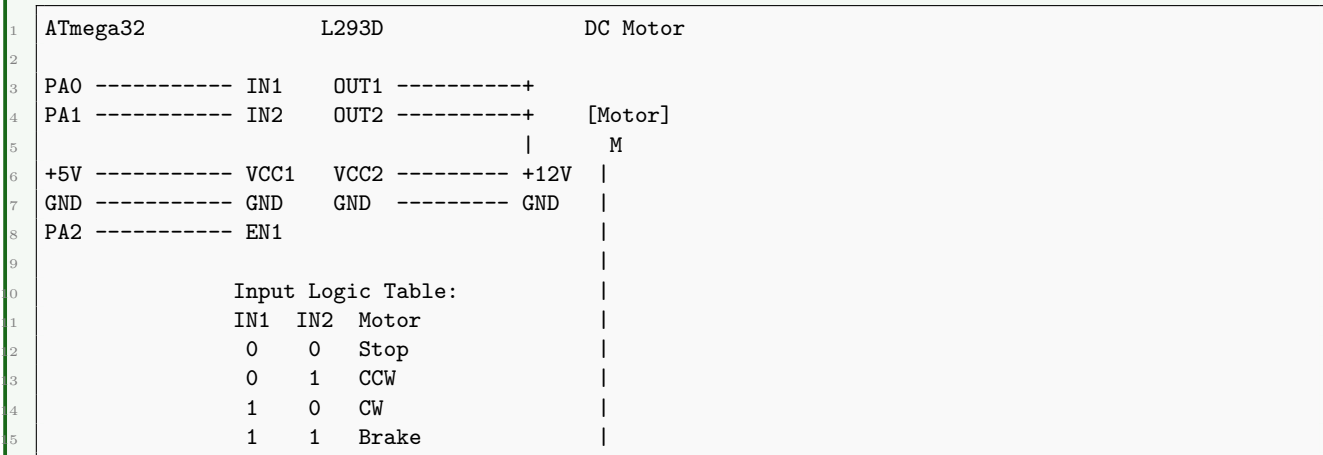 1 ATmega32              L293D                DC Motor
2
3 PA0 ----------- IN1    OUT1 ----------+
4 PA1 ----------- IN2    OUT2 ----------+    [Motor]
5                                       |      M
6 +5V ----------- VCC1   VCC2 --------- +12V  |
7 GND ----------- GND    GND  --------- GND   |
8 PA2 ----------- EN1                         |
9                                             |
10                Input Logic Table:           |
11                IN1  IN2  Motor              |
12                 0    0   Stop               |
13                 0    1   CCW                |
14                 1    0   CW                 |
15                 1    1   Brake              |